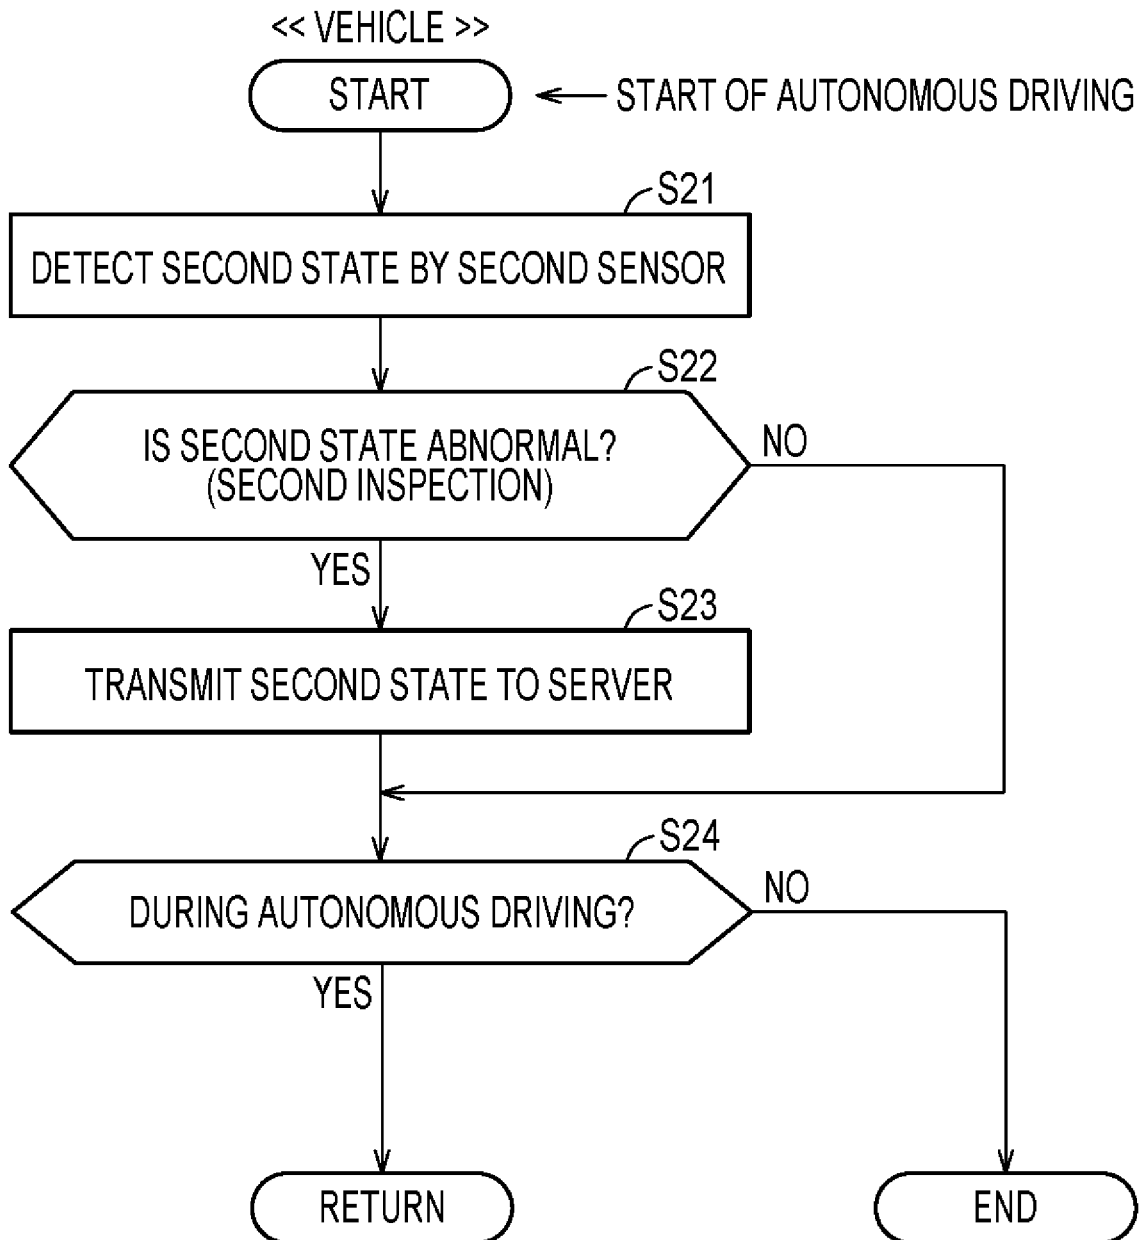 << VEHICLE >>
START
START OF AUTONOMOUS DRIVING
S21
DETECT SECOND STATE BY SECOND SENSOR
S22
IS SECOND STATE ABNORMAL?
(SECOND INSPECTION)
NO
YES
S23
TRANSMIT SECOND STATE TO SERVER
S24
DURING AUTONOMOUS DRIVING?
NO
YES
RETURN
END